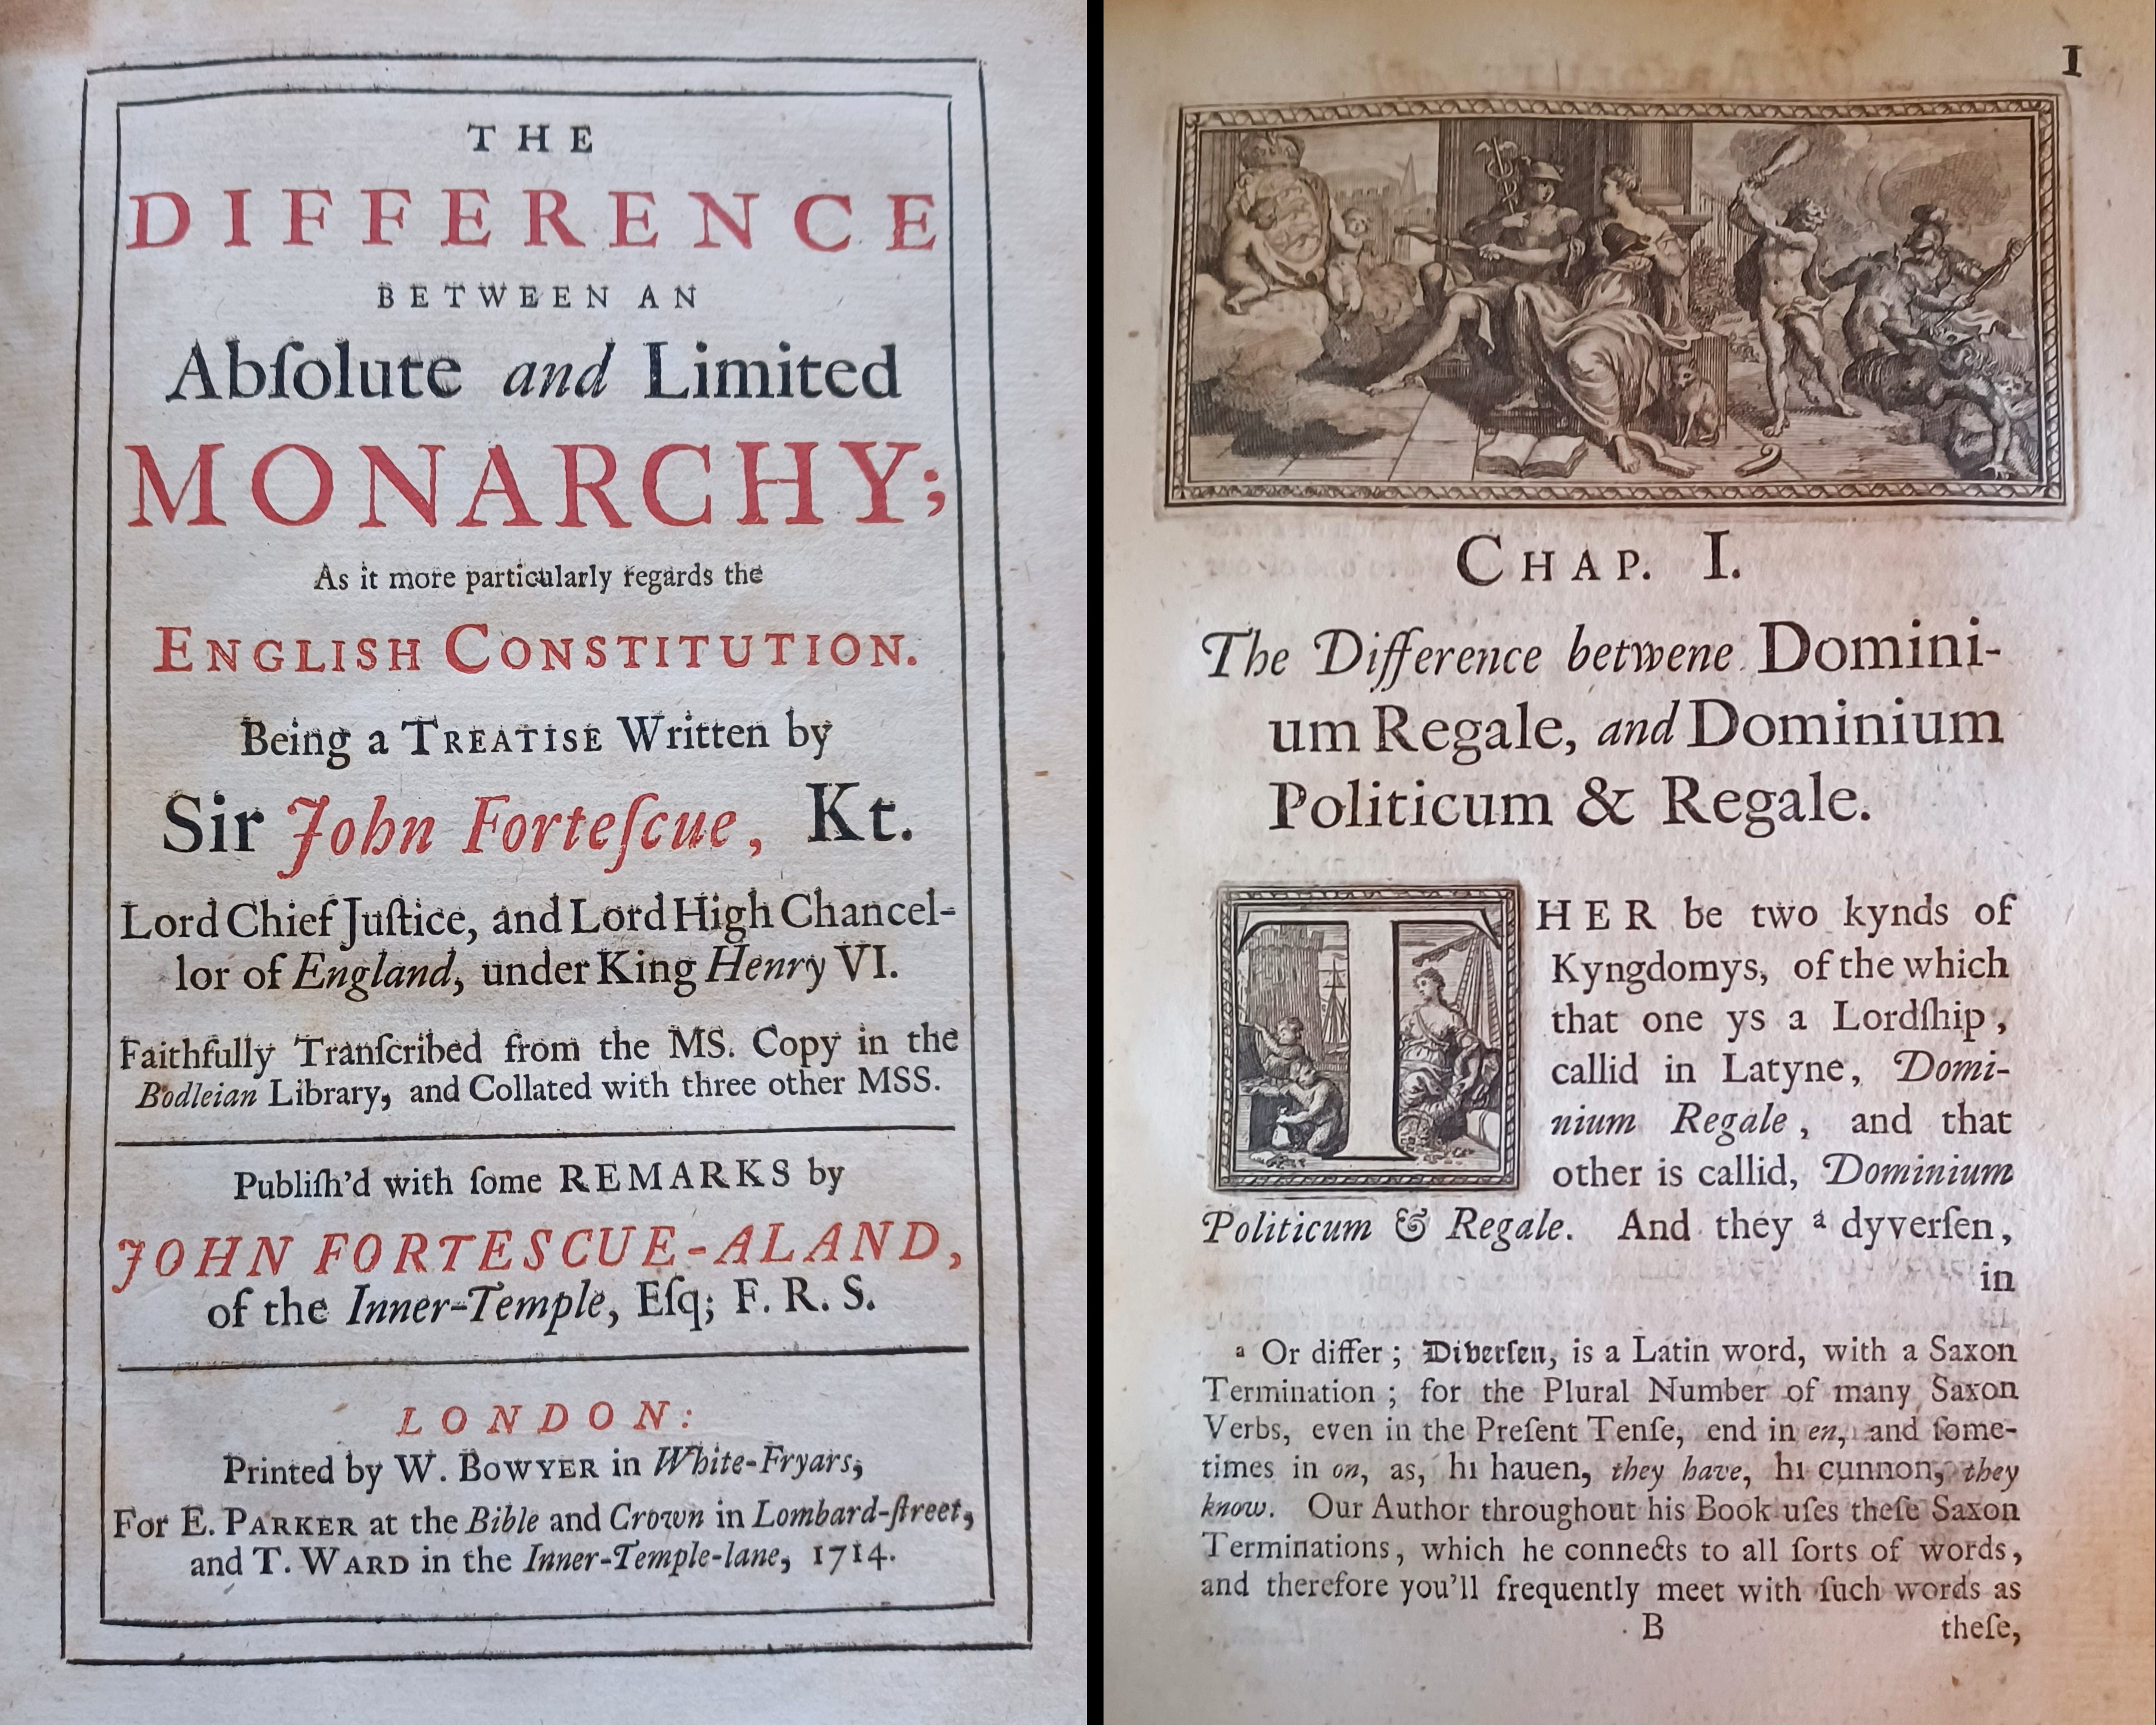 THE
DIFFERENCE
BETWEEN AN
Abſolute and Limited
MONARCHY;
As it more particularly regards the
ENGLISH CONSTITUTION.
Being a TREATISE Written by
Sir John Forteſcue, Kt.
Lord Chief Juſtice, and Lord High Chancel-
lor of England, under King Henry VI.
Faithfully Tranſcribed from the MS. Copy in the
Bodleian Library, and Collated with three other MSS.
Publiſh'd with ſome REMARKS by
JOHN FORTESCUE-ALAND,
of the Inner-Temple, Eſq; F. R. S.
LONDON:
Printed by W. BOWYER in White-Fryars,
For E. PARKER at the Bible and Crown in Lombard-ſtreet,
and T. WARD in the Inner-Temple-lane, 1714.
1
CHAP. I.
The Difference betwene Domini-
um Regale, and Dominium
Politicum & Regale.
THER be two kynds of
Kyngdomys, of the which
that one ys a Lordſhip,
callid in Latyne, Domi-
nium Regale, and that
other is callid, Dominium
Politicum & Regale. And they a dyverſen,
in
a Or differ; Diverſen, is a Latin word, with a Saxon
Termination; for the Plural Number of many Saxon
Verbs, even in the Preſent Tenſe, end in en, and ſome-
times in on, as, hı hauen, they have, hı cunnon, they
know. Our Author throughout his Book uſes theſe Saxon
Terminations, which he connects to all ſorts of words,
and therefore you'll frequently meet with ſuch words as
B theſe,